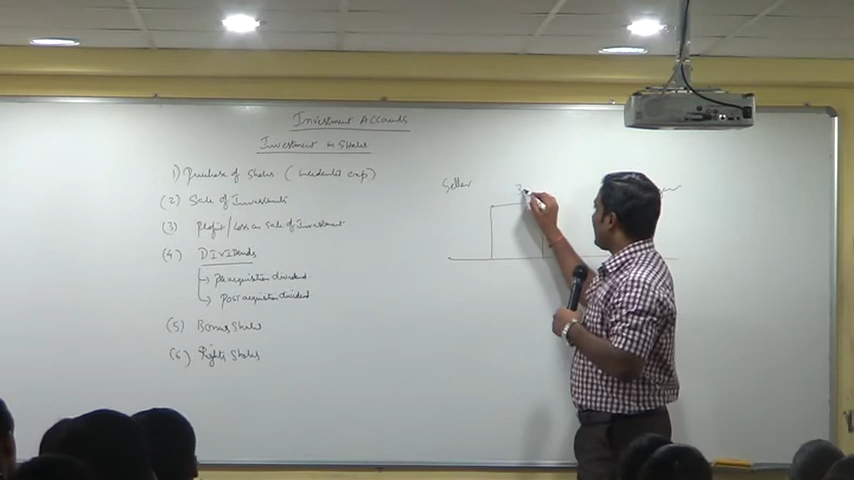 Investment Accounts
Investment in Shares
1) Purchase of Shares (incidental exp)
(2) Sale of Investments
(3) Profit/Loss on Sale of Investment
(4) DIVIDends
Pre acquisition dividend
Post acquisition dividend
(5) Bonus Shares
(6) Rights Shares
Seller